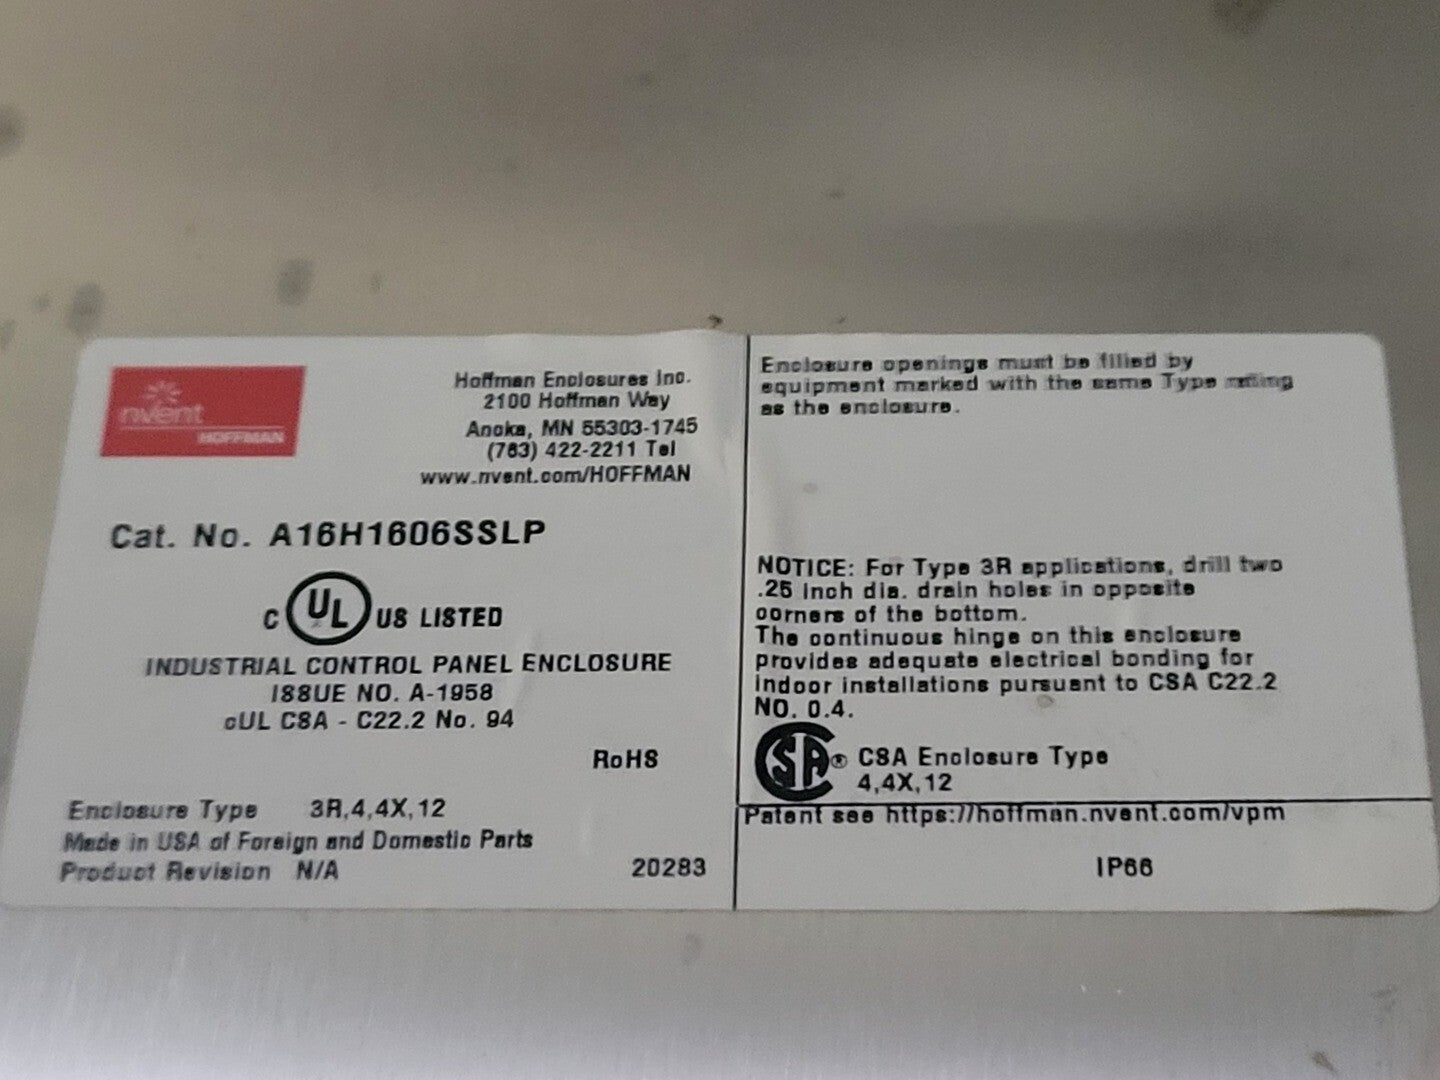 nvent
HOFFMAN
Hoffman Enclosures Inc.
2100 Hoffman Way
Anoka, MN 55303-1745
(763) 422-2211 Tel
www.nvent.com/HOFFMAN
Cat. No. A16H1606SSLP
C UL US LISTED
INDUSTRIAL CONTROL PANEL ENCLOSURE
ISSUE NO. A-1958
cUL CSA - C22.2 No. 94
RoHS
Enclosure Type 3R,4,4X,12
Made in USA of Foreign and Domestic Parts
Product Revision N/A
20283
Enclosure openings must be filled by
equipment marked with the same Type rating
as the enclosure.
NOTICE: For Type 3R applications, drill two
.25 inch dia. drain holes in opposite
corners of the bottom.
The continuous hinge on this enclosure
provides adequate electrical bonding for
indoor installations pursuant to CSA C22.2
NO. 0.4.
CSA ® CSA Enclosure Type
4,4X,12
Patent see https://hoffman.nvent.com/vpm
IP66